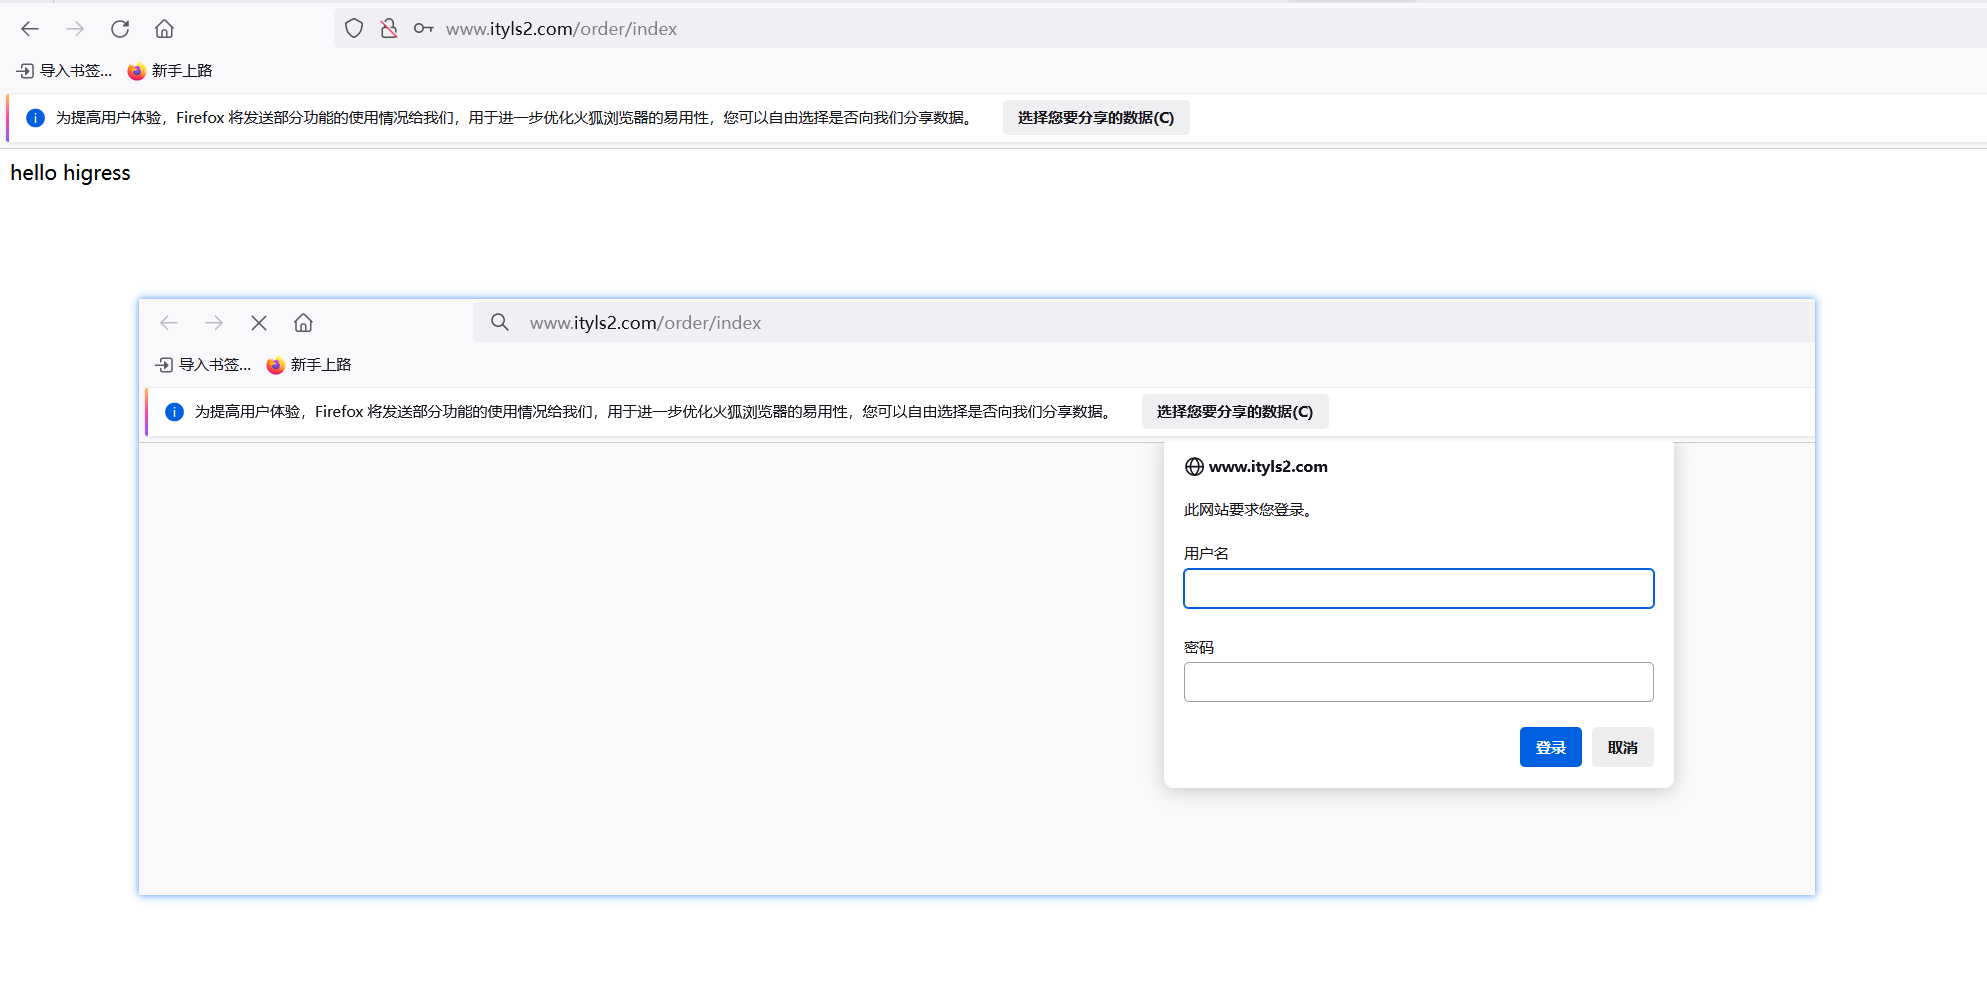 www.ityls2.com/order/index
导入书签... 新手上路
为提高用户体验，Firefox 将发送部分功能的使用情况给我们，用于进一步优化火狐浏览器的易用性，您可以自由选择是否向我们分享数据。 选择您要分享的数据(C)
hello higress
www.ityls2.com/order/index
导入书签... 新手上路
为提高用户体验，Firefox 将发送部分功能的使用情况给我们，用于进一步优化火狐浏览器的易用性，您可以自由选择是否向我们分享数据。 选择您要分享的数据(C)
www.ityls2.com
此网站要求您登录。
用户名
密码
登录 取消